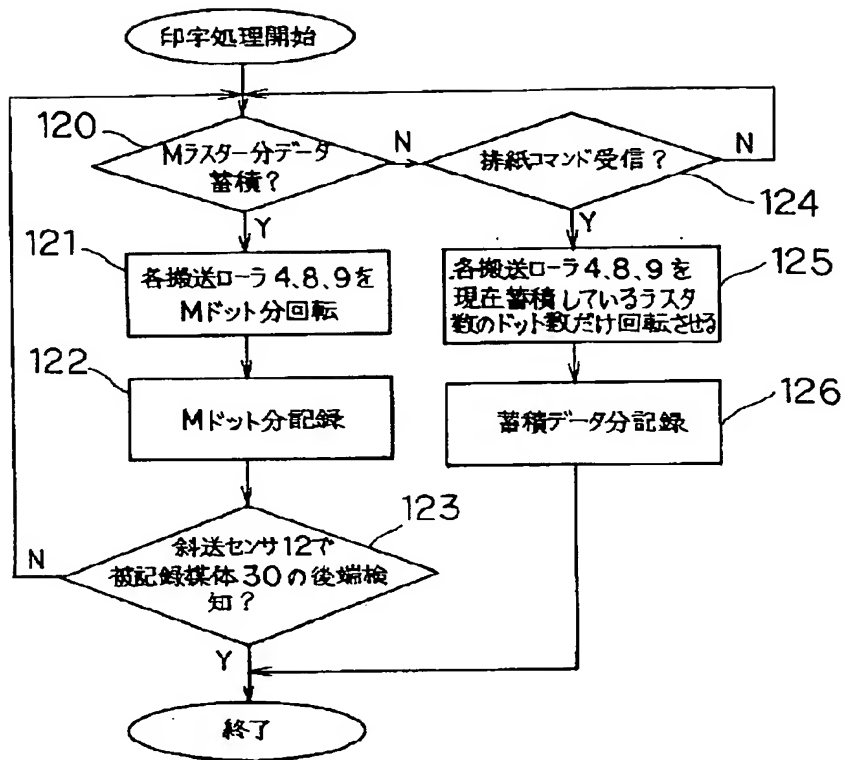 印字処理開始
120
Mラスター分データ
蓄積?
N
排紙コマンド受信?
N
124
Y
Y
121
各搬送ローラ4、8、9を
Mドット分回転
各搬送ローラ4、8、9を
現在蓄積しているラスタ
数のドット数だけ回転させる
125
122
Mドット分記録
蓄積データ分記録
126
123
斜送センサ12で
被記録媒体30の後端検
知?
N
Y
終了